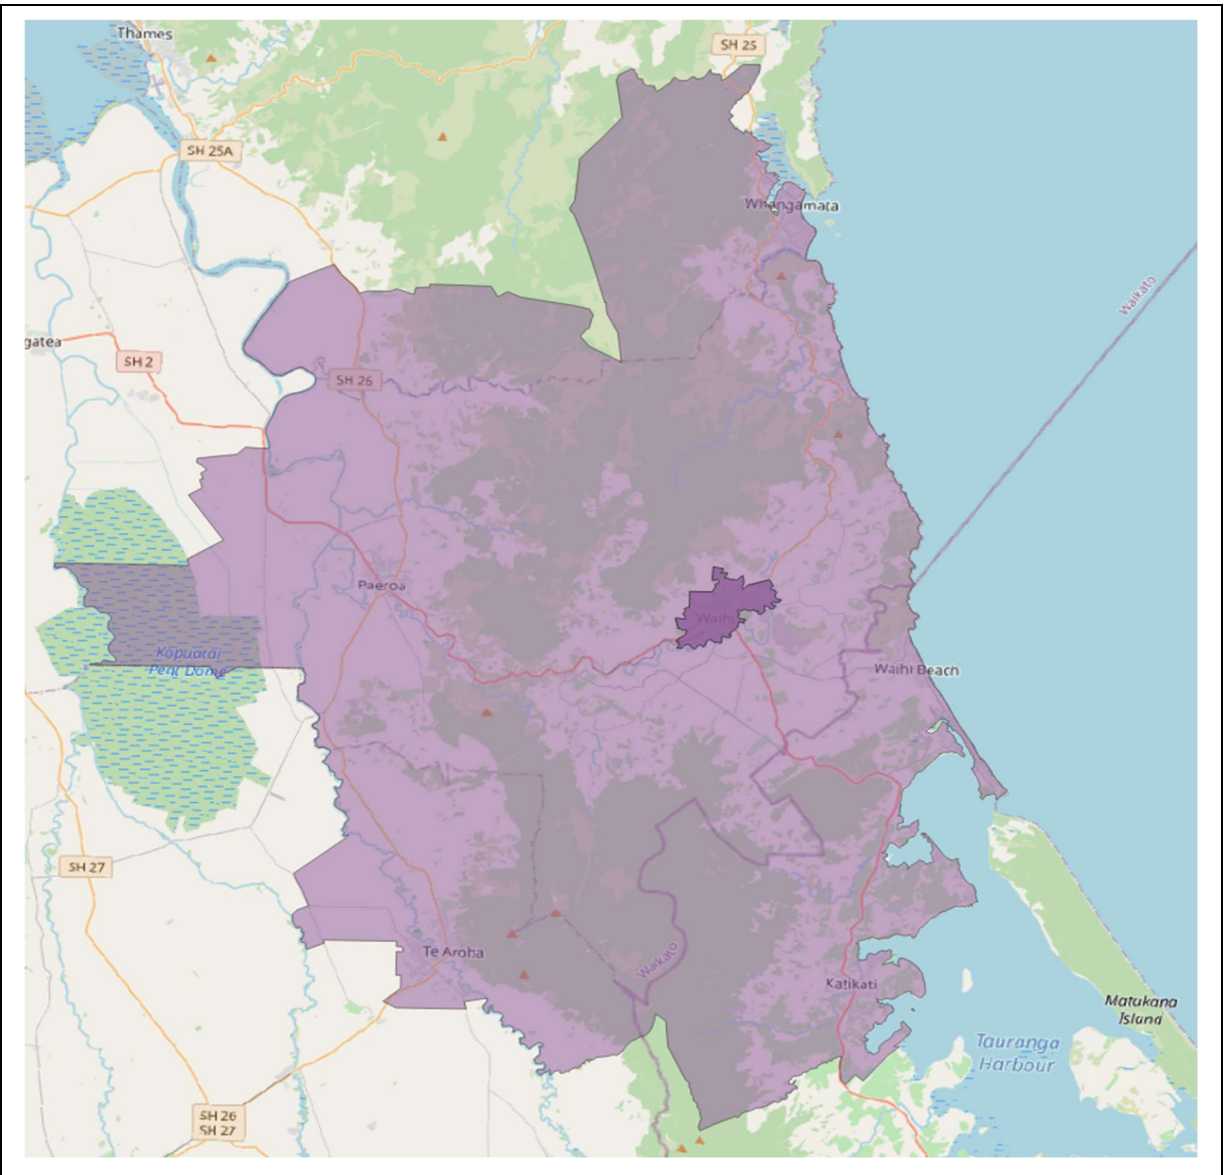 Thames
SH 25
SH 25A
Whangamata
Waikato
gatea
SH 2
SH 26
Paeroa
Waihi
Kopuatai
Peat Dome
Waihi Beach
SH 27
Te Aroha
Waikato
Katikati
Matakana
Island
Tauranga
Harbour
SH 26
SH 27